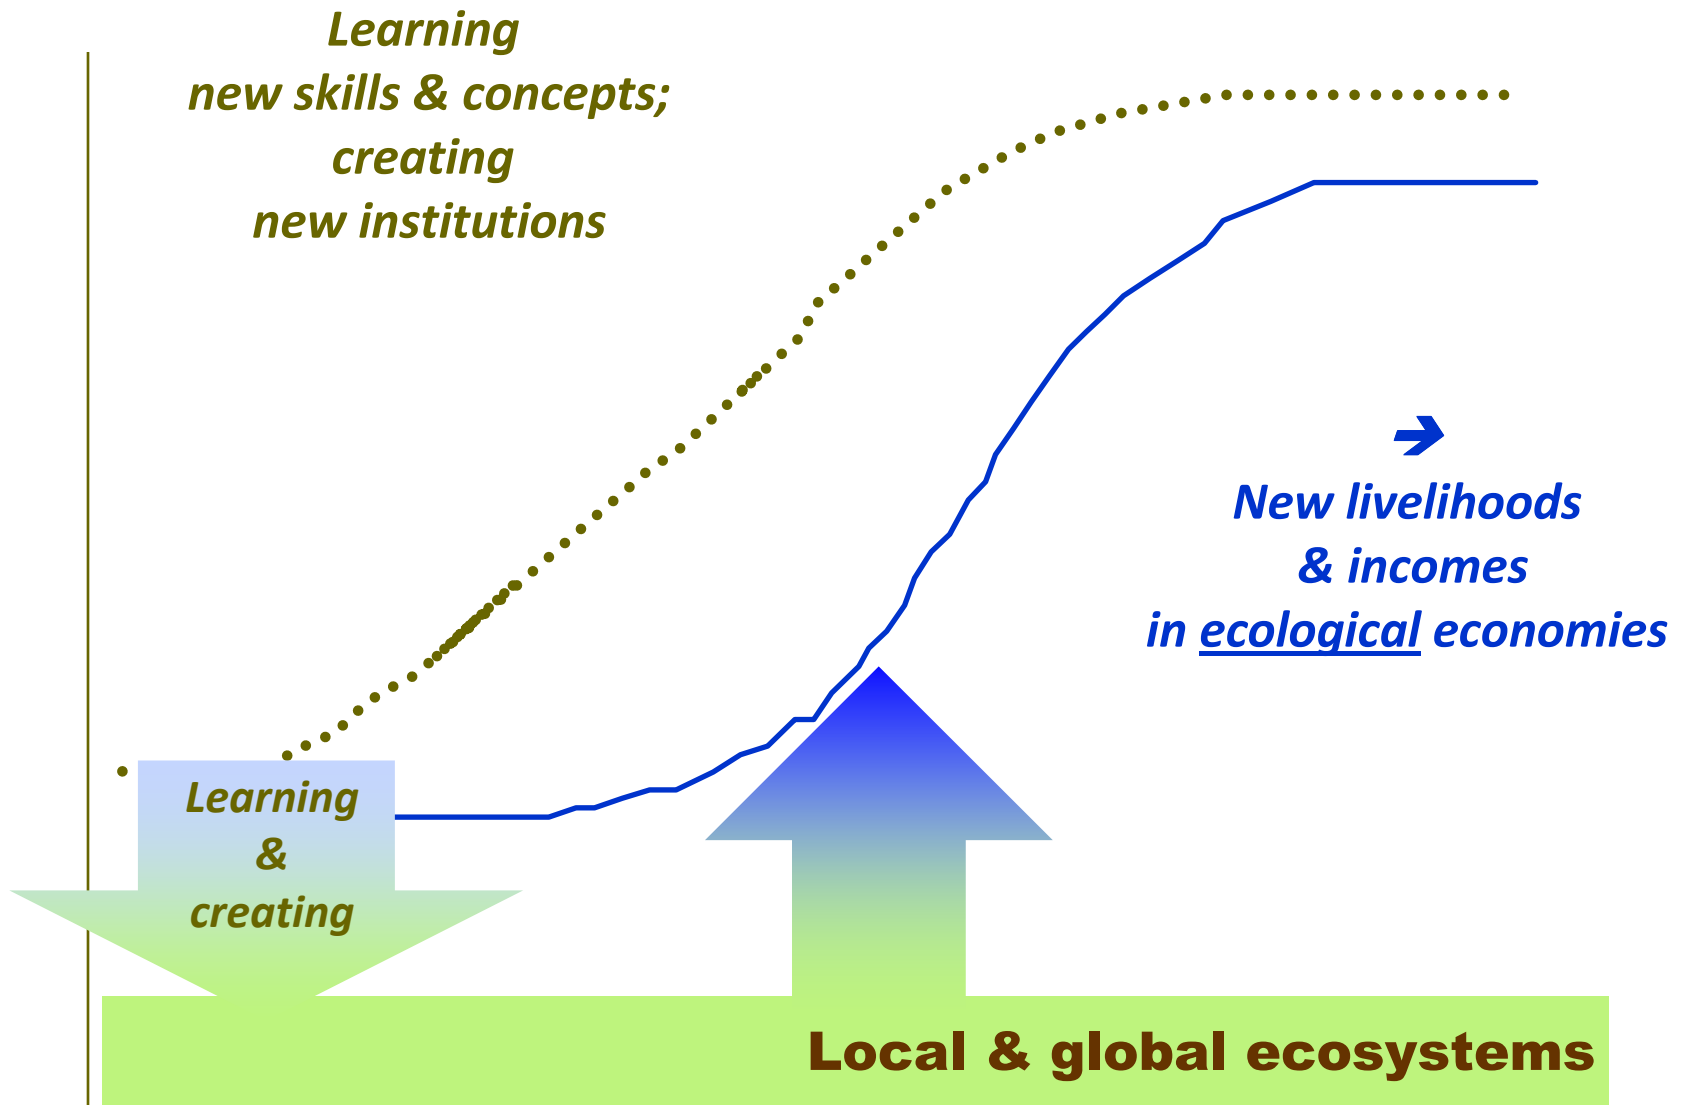 Learning
new skills & concepts;
creating
new institutions
➔
New livelihoods
& incomes
in ecological economies
Learning
&
creating
Local & global ecosystems